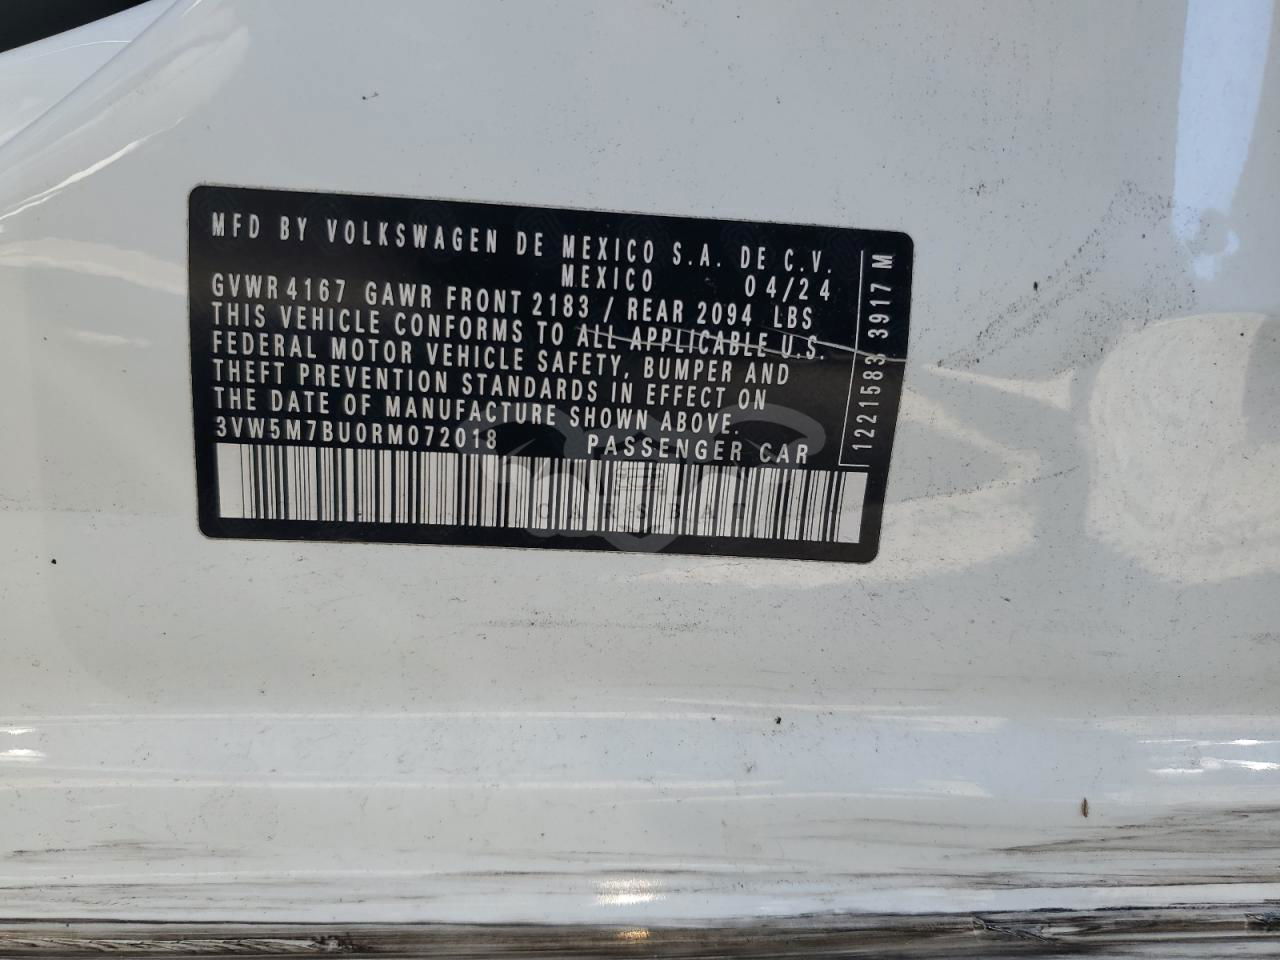 MFD BY VOLKSWAGEN DE MEXICO S.A. DE C.V.
MEXICO 04/24
GVWR 4167 GAWR FRONT 2183 / REAR 2094 LBS
THIS VEHICLE CONFORMS TO ALL APPLICABLE U.S.
FEDERAL MOTOR VEHICLE SAFETY, BUMPER AND
THEFT PREVENTION STANDARDS IN EFFECT ON
THE DATE OF MANUFACTURE SHOWN ABOVE.
3VW5M7BU0RM072018 PASSENGER CAR
1221583 3917 M
CARSBAT